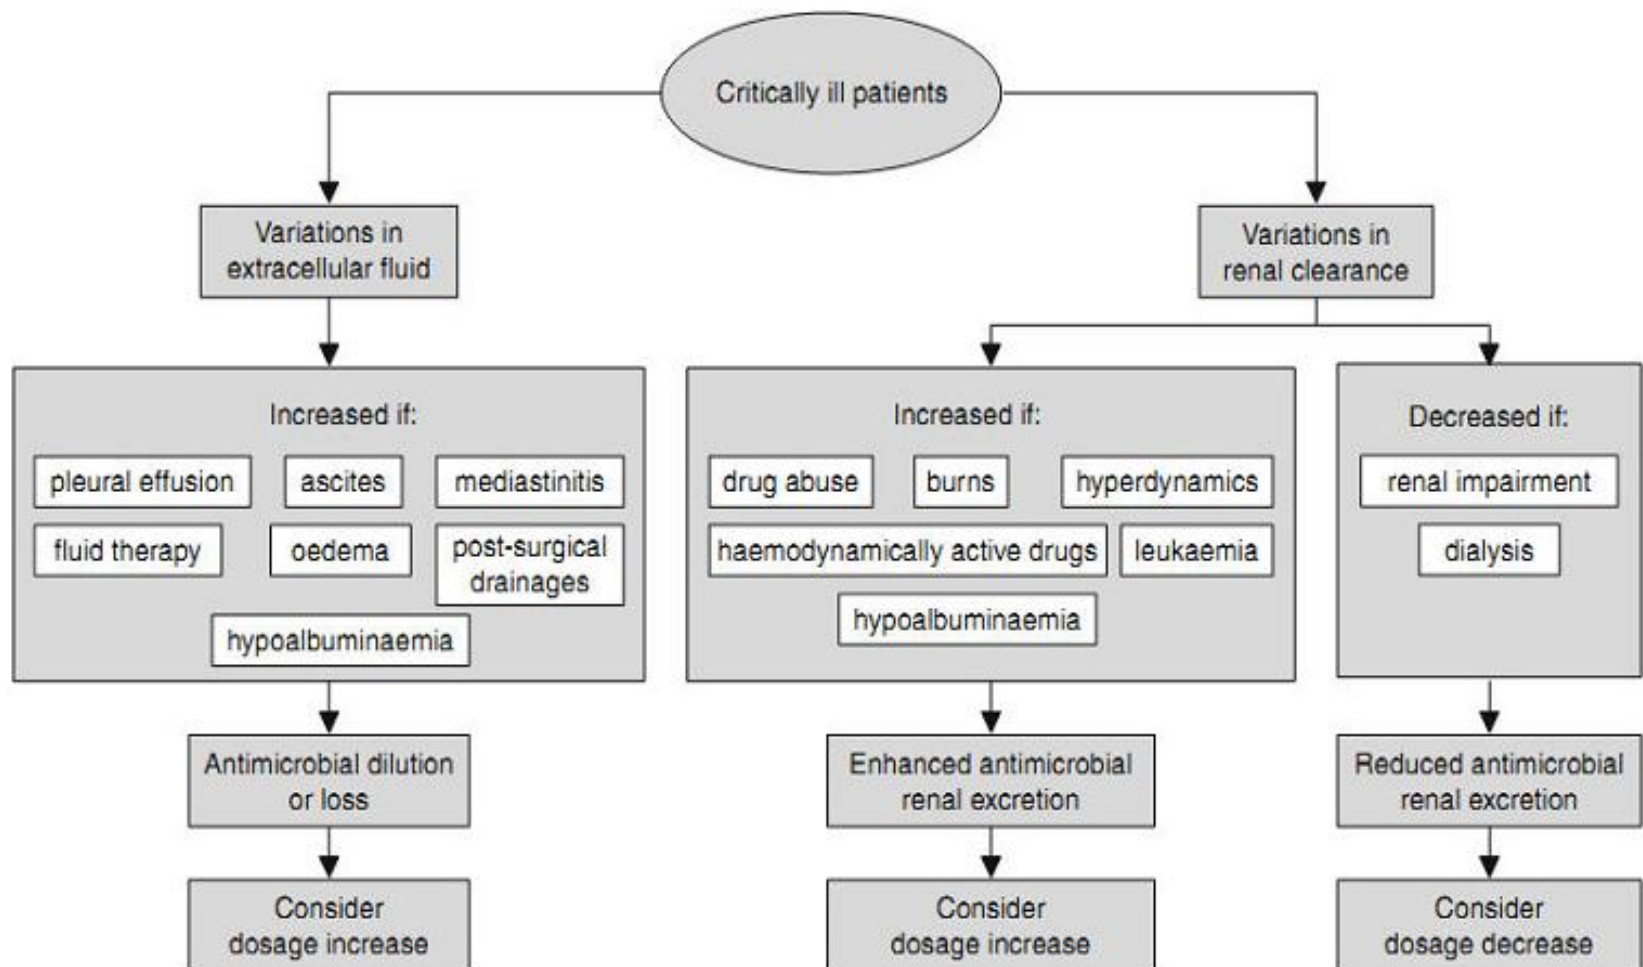 Critically ill patients
Variations in
extracellular fluid
Variations in
renal clearance
Increased if:
pleural effusion
ascites
mediastinitis
fluid therapy
oedema
post-surgical
drainages
hypoalbuminaemia
Increased if:
drug abuse
burns
hyperdynamics
haemodynamically active drugs
leukaemia
hypoalbuminaemia
Decreased if:
renal impairment
dialysis
Antimicrobial dilution
or loss
Enhanced antimicrobial
renal excretion
Reduced antimicrobial
renal excretion
Consider
dosage increase
Consider
dosage increase
Consider
dosage decrease